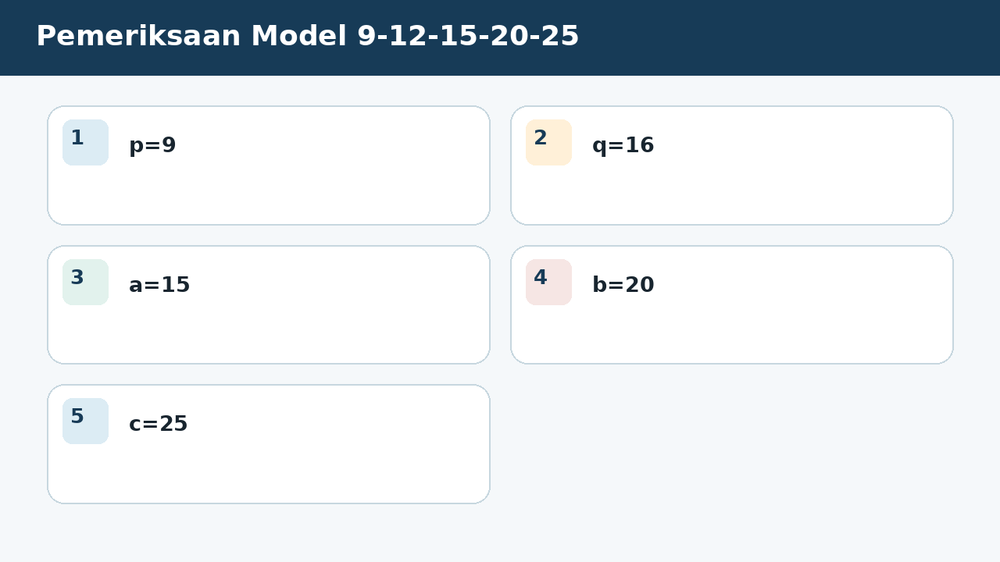 Pemeriksaan Model 9-12-15-20-25
1
p=9
2
q=16
3
a=15
4
b=20
5
c=25